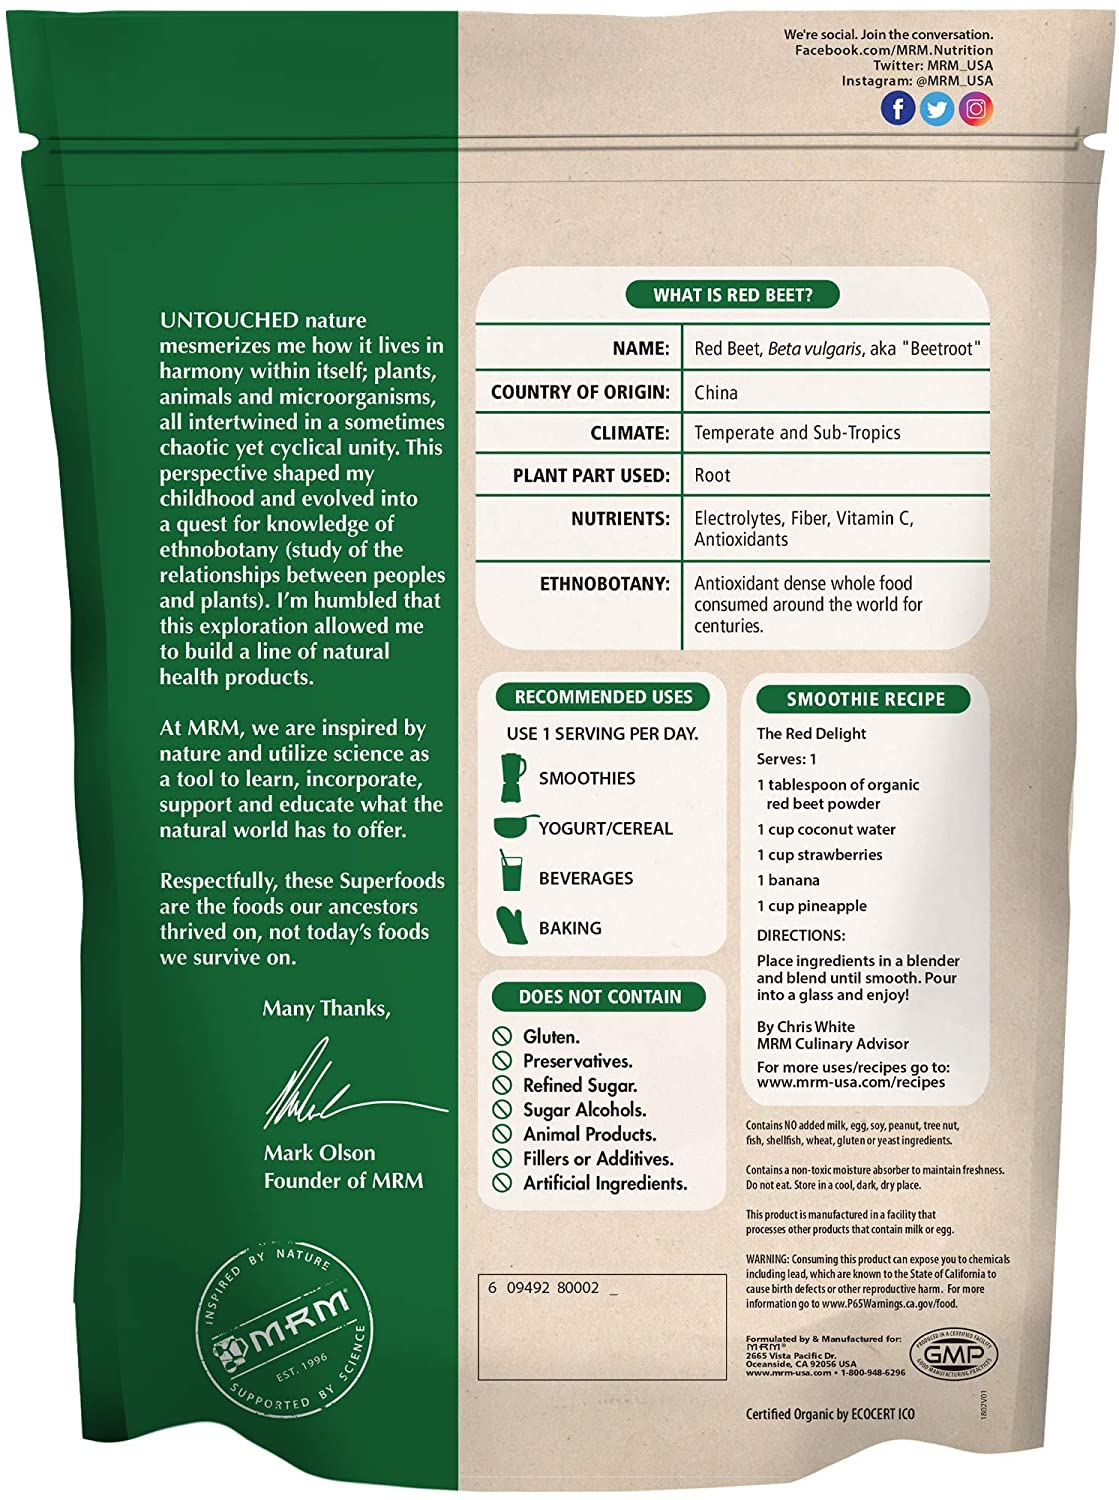 We're social. Join the conversation.
Facebook.com/MRM.Nutrition
Twitter: MRM_USA
Instagram: @MRM_USA
UNTOUCHED nature
mesmerizes me how it lives in
harmony within itself; plants,
animals and microorganisms,
all intertwined in a sometimes
chaotic yet cyclical unity. This
perspective shaped my
childhood and evolved into
a quest for knowledge of
ethnobotany (study of the
relationships between peoples
and plants). I'm humbled that
this exploration allowed me
to build a line of natural
health products.
At MRM, we are inspired by
nature and utilize science as
a tool to learn, incorporate,
support and educate what the
natural world has to offer.
Respectfully, these Superfoods
are the foods our ancestors
thrived on, not today's foods
we survive on.
Many Thanks,
Mark Olson
Founder of MRM
INSPIRED BY NATURE
MRM
EST. 1996
SUPPORTED BY SCIENCE
WHAT IS RED BEET?
NAME: Red Beet, Beta vulgaris, aka "Beetroot"
COUNTRY OF ORIGIN: China
CLIMATE: Temperate and Sub-Tropics
PLANT PART USED: Root
NUTRIENTS: Electrolytes, Fiber, Vitamin C,
Antioxidants
ETHNOBOTANY: Antioxidant dense whole food
consumed around the world for
centuries.
RECOMMENDED USES
USE 1 SERVING PER DAY.
SMOOTHIES
YOGURT/CEREAL
BEVERAGES
BAKING
DOES NOT CONTAIN
Gluten.
Preservatives.
Refined Sugar.
Sugar Alcohols.
Animal Products.
Fillers or Additives.
Artificial Ingredients.
6 09492 80002 _
SMOOTHIE RECIPE
The Red Delight
Serves: 1
1 tablespoon of organic
red beet powder
1 cup coconut water
1 cup strawberries
1 banana
1 cup pineapple
DIRECTIONS:
Place ingredients in a blender
and blend until smooth. Pour
into a glass and enjoy!
By Chris White
MRM Culinary Advisor
For more uses/recipes go to:
www.mrm-usa.com/recipes
Contains NO added milk, egg, soy, peanut, tree nut,
fish, shellfish, wheat, gluten or yeast ingredients.
Contains a non-toxic moisture absorber to maintain freshness.
Do not eat. Store in a cool, dark, dry place.
This product is manufactured in a facility that
processes other products that contain milk or egg.
WARNING: Consuming this product can expose you to chemicals
including lead, which are known to the State of California to
cause birth defects or other reproductive harm. For more
information go to www.P65Warnings.ca.gov/food.
Formulated by & Manufactured for:
MRM®
2665 Vista Pacific Dr.
Oceanside, CA 92056 USA
www.mrm-usa.com • 1-800-948-6296
PRODUCED IN A CERTIFIED FACILITY
GMP
GOOD MANUFACTURING PRACTICES
Certified Organic by ECOCERT ICO
1802V01